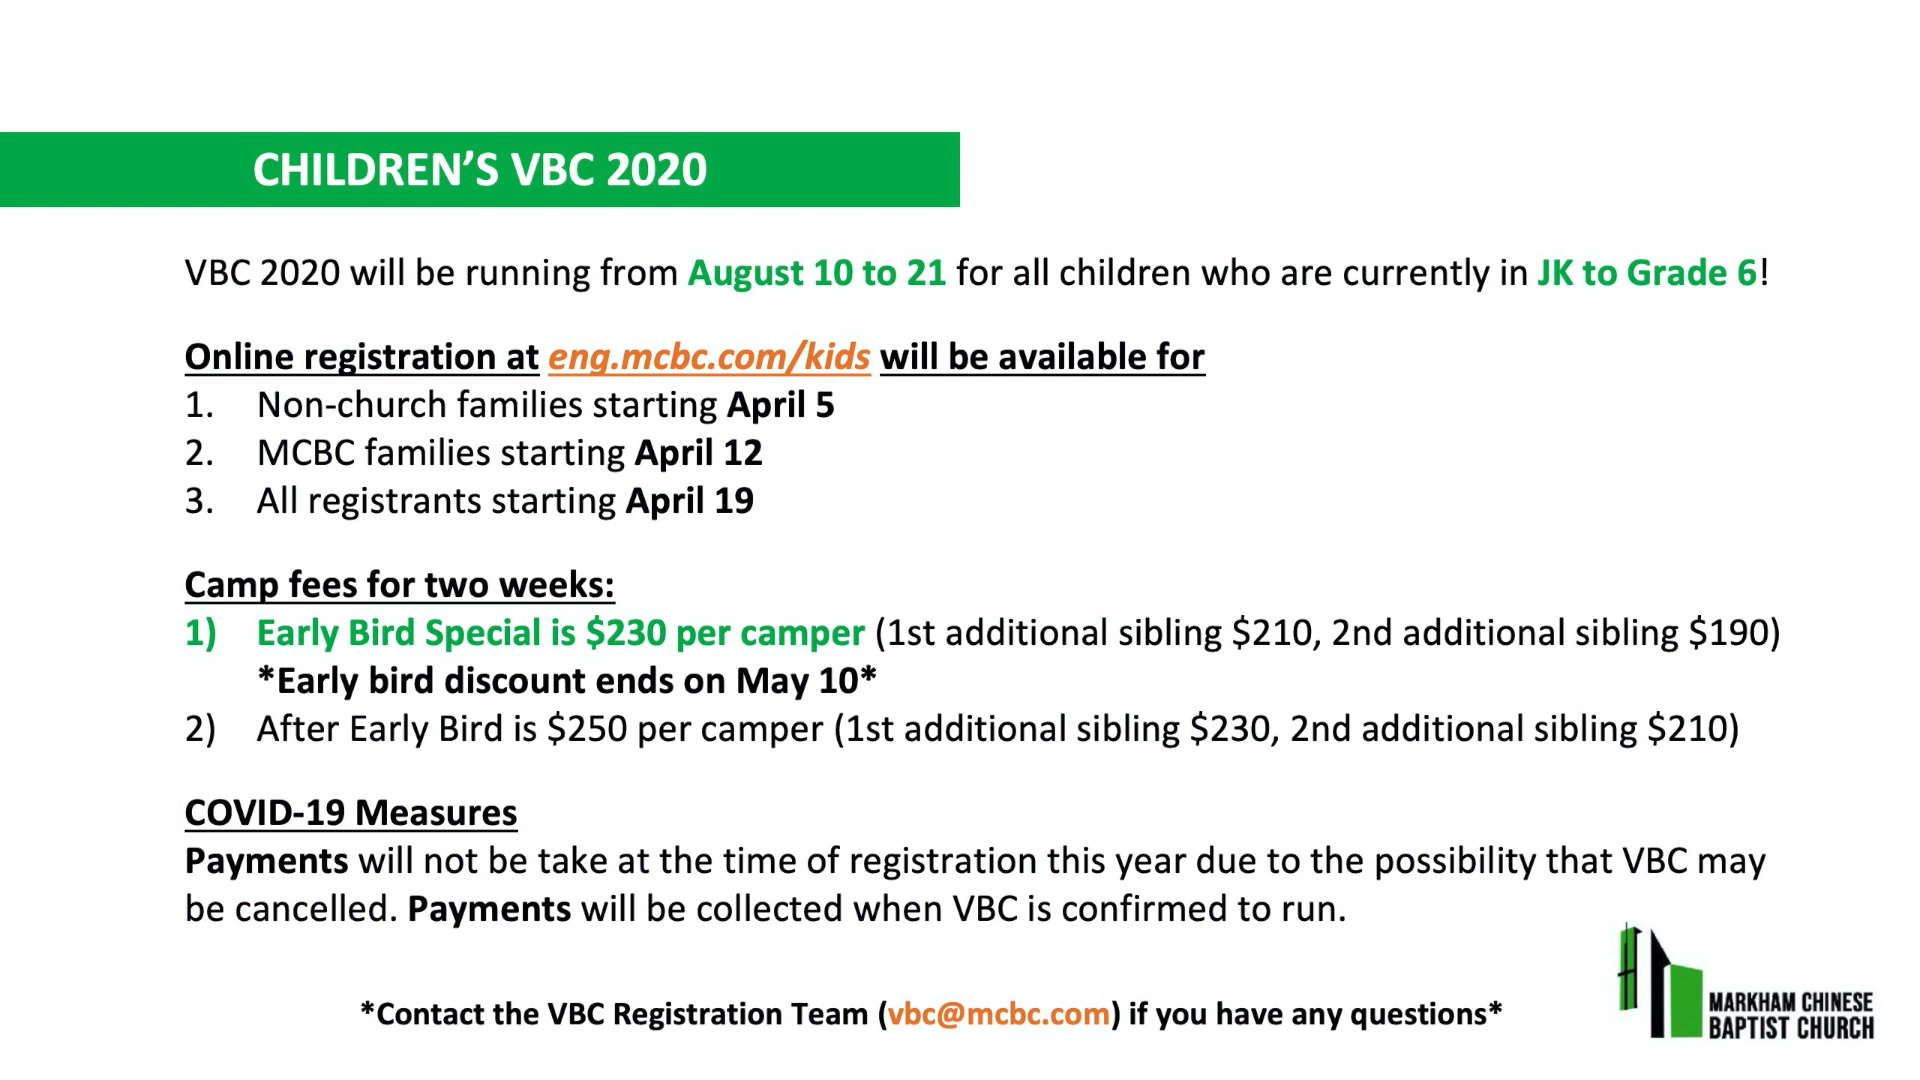 CHILDREN’S VBC 2020
VBC 2020 will be running from August 10 to 21 for all children who are currently in JK to Grade 6!
Online registration at eng.mcbc.com/kids will be available for
1. Non-church families starting April 5
2. MCBC families starting April 12
3. All registrants starting April 19
Camp fees for two weeks:
1) Early Bird Special is $230 per camper (1st additional sibling $210, 2nd additional sibling $190)
*Early bird discount ends on May 10*
2) After Early Bird is $250 per camper (1st additional sibling $230, 2nd additional sibling $210)
COVID-19 Measures
Payments will not be take at the time of registration this year due to the possibility that VBC may
be cancelled. Payments will be collected when VBC is confirmed to run.
*Contact the VBC Registration Team (vbc@mcbc.com) if you have any questions*
MARKHAM CHINESE
BAPTIST CHURCH